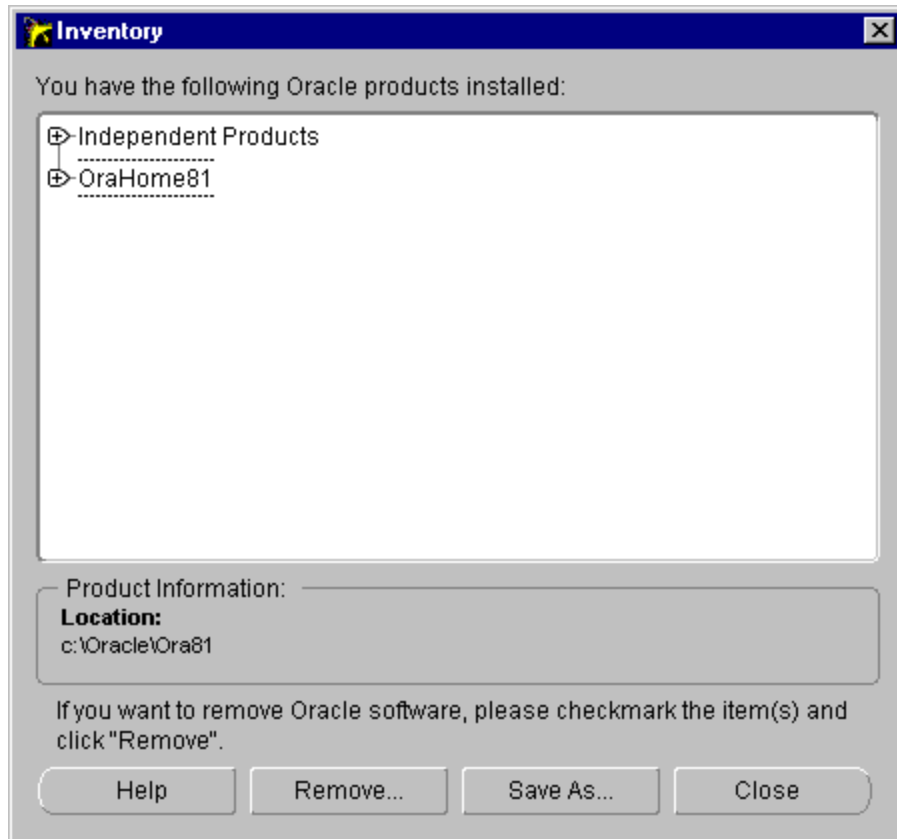 Inventory
You have the following Oracle products installed:
Independent Products
OraHome81
Product Information:
Location:
c:\Oracle\Ora81
If you want to remove Oracle software, please checkmark the item(s) and
click "Remove".
Help
Remove...
Save As...
Close